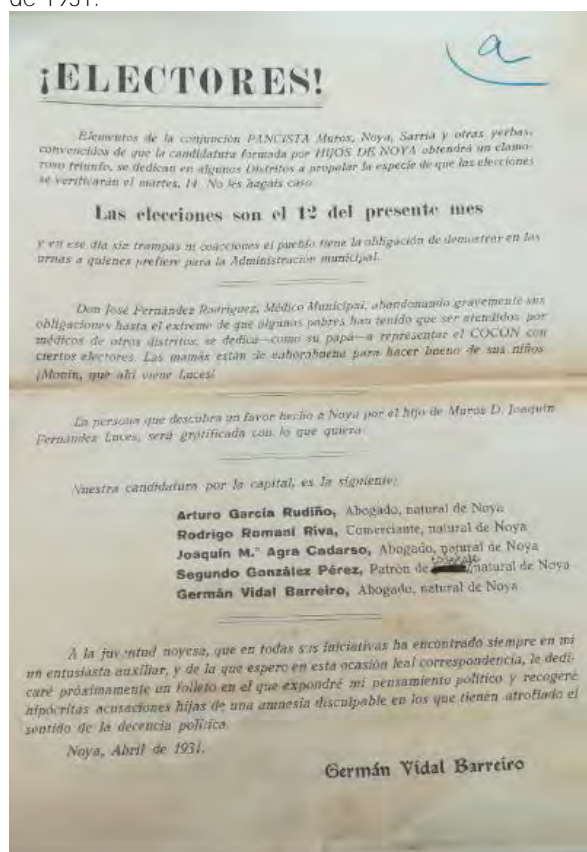 de 1931.
a
¡ELECTORES!
Elementos de la conjunción PANCISTA Muros, Noya, Sarria y otras yerbas,
convencidos de que la candidatura formada por HIJOS DE NOYA obtendrá un clamo-
roso triunfo, se dedican en algunos Distritos a propalar la especie de que las elecciones
se verificarán el martes, 14. No les hagáis caso.
Las elecciones son el 12 del presente mes
y en ese día sin trampas ni coacciones el pueblo tiene la obligación de demostrar en las
urnas a quienes prefiere para la Administración municipal.
Don José Fernández Rodríguez, Médico Municipal, abandonando gravemente sus
obligaciones hasta el extremo de que algunos pobres han tenido que ser atendidos por
médicos de otros distritos, se dedica—como su papá—a representar el COCON con
ciertos electores. Las mamás están de enhorabuena para hacer bueno de sus niños
¡Monín, que ahí viene Luces!
La persona que descubra un favor hecho a Noya por el hijo de Muros D. Joaquín
Fernández Luces, será gratificada con lo que quiera.
Nuestra candidatura por la capital, es la siguiente:
Arturo García Rudiño, Abogado, natural de Noya
Rodrigo Romaní Riva, Comerciante, natural de Noya
Joaquín M.ª Agra Cadarso, Abogado, natural de Noya
Segundo González Pérez, Patrón de natural de Noya
Germán Vidal Barreiro, Abogado, natural de Noya
A la juventud noyesa, que en todas sus iniciativas ha encontrado siempre en mí
un entusiasta auxiliar, y de la que espero en esta ocasión leal correspondencia, le dedi-
caré próximamente un folleto en el que expondré mi pensamiento político y recogeré
hipócritas acusaciones hijas de una amnesia disculpable en los que tienen atrofiado el
sentido de la decencia política.
Noya, Abril de 1931.
Germán Vidal Barreiro